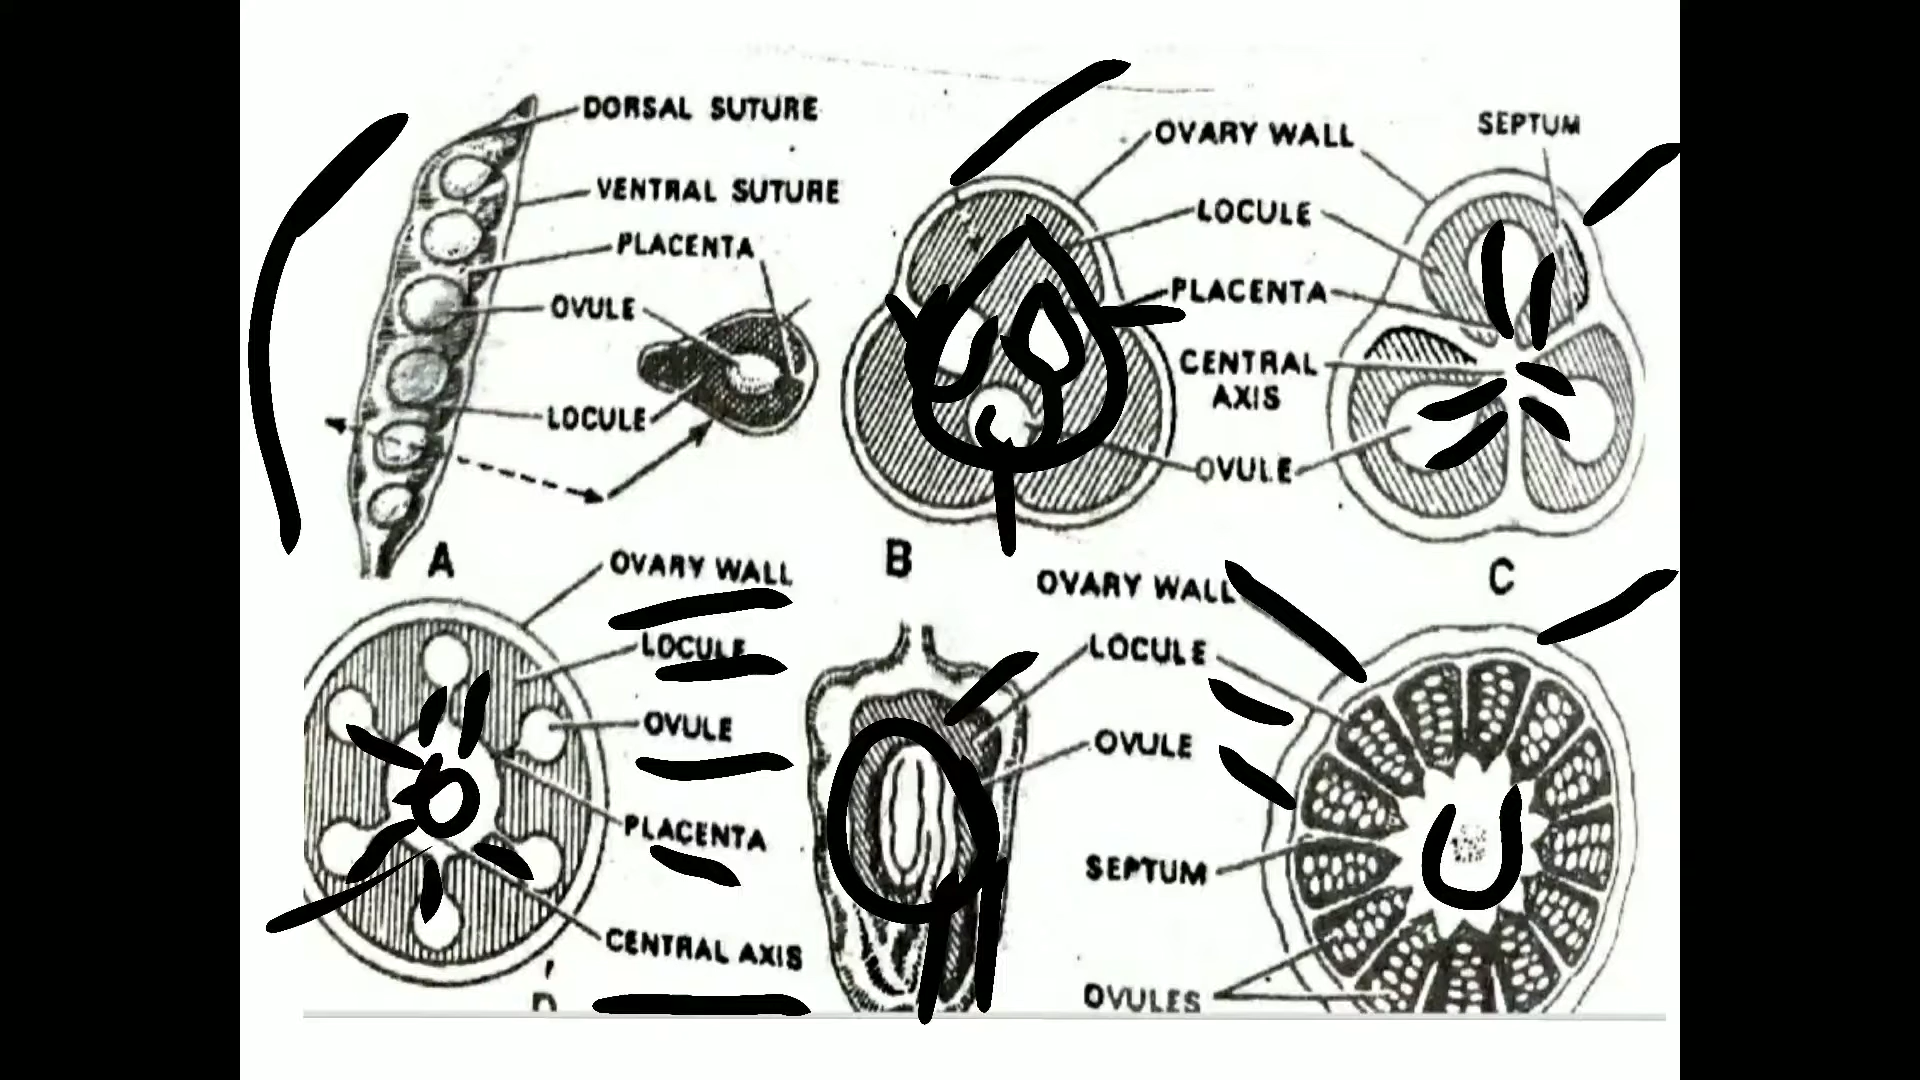 DORSAL SUTURE
VENTRAL SUTURE
PLACENTA
OVULE
LOCULE
A
OVARY WALL
SEPTUM
LOCULE
PLACENTA
CENTRAL
AXIS
OVULE
B
C
OVARY WALL
LOCULE
OVULE
PLACENTA
CENTRAL AXIS
OVARY WALL
LOCULE
OVULE
SEPTUM
OVULES